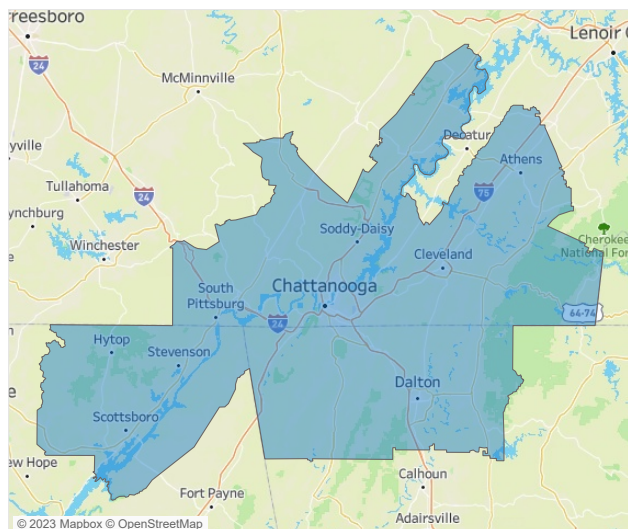 reesboro
24
McMinnville
Lenoir C
yville
Tullahoma
24
ynchburg
Winchester
Decatur
75
Athens
Soddy-Daisy
Cherokee
National Fore
Cleveland
South
Pittsburg
Chattanooga
24
64-74
Hytop
Stevenson
Dalton
Scottsboro
ew Hope
Fort Payne
Calhoun
Adairsville
© 2023 Mapbox © OpenStreetMap